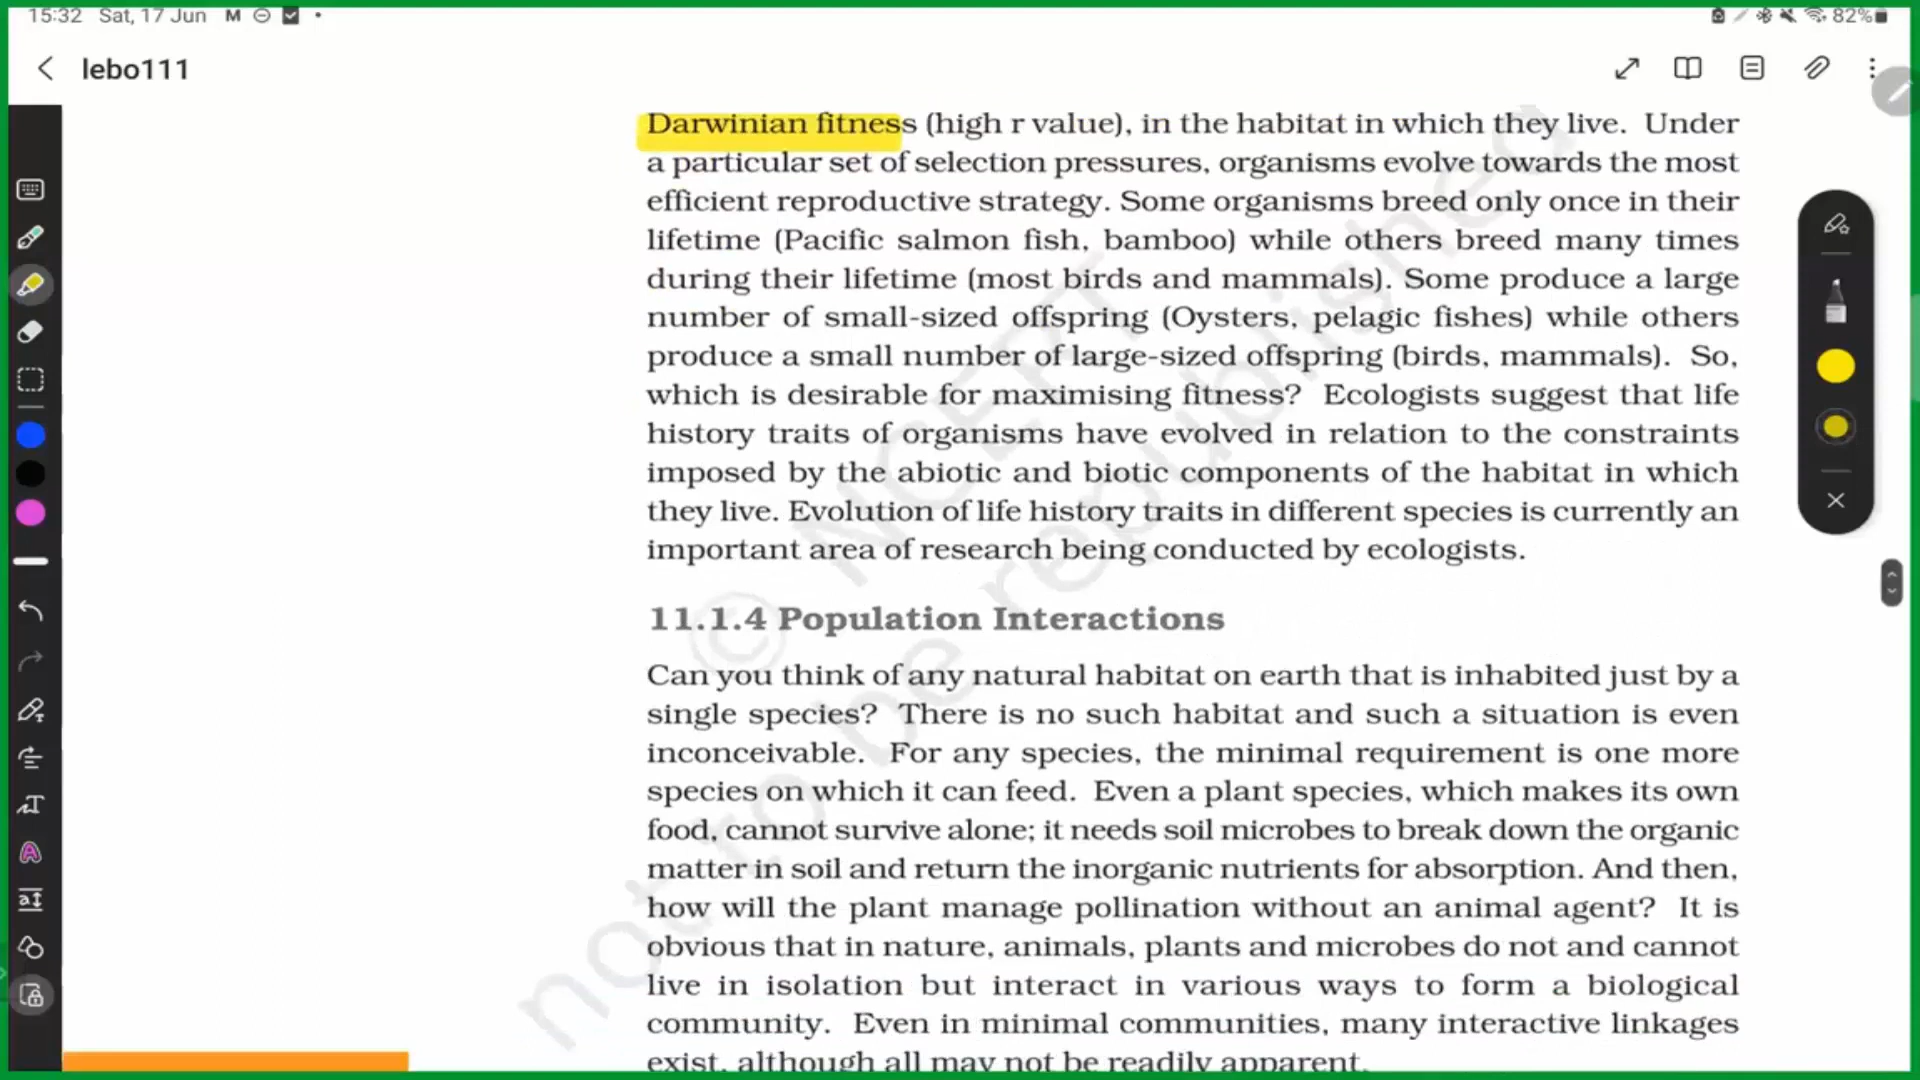 15:32 Sat, 17 Jun M
82%
lebo111
Darwinian fitness (high r value), in the habitat in which they live. Under
a particular set of selection pressures, organisms evolve towards the most
efficient reproductive strategy. Some organisms breed only once in their
lifetime (Pacific salmon fish, bamboo) while others breed many times
during their lifetime (most birds and mammals). Some produce a large
number of small-sized offspring (Oysters, pelagic fishes) while others
produce a small number of large-sized offspring (birds, mammals). So,
which is desirable for maximising fitness? Ecologists suggest that life
history traits of organisms have evolved in relation to the constraints
imposed by the abiotic and biotic components of the habitat in which
they live. Evolution of life history traits in different species is currently an
important area of research being conducted by ecologists.
11.1.4 Population Interactions
Can you think of any natural habitat on earth that is inhabited just by a
single species? There is no such habitat and such a situation is even
inconceivable. For any species, the minimal requirement is one more
species on which it can feed. Even a plant species, which makes its own
food, cannot survive alone; it needs soil microbes to break down the organic
matter in soil and return the inorganic nutrients for absorption. And then,
how will the plant manage pollination without an animal agent? It is
obvious that in nature, animals, plants and microbes do not and cannot
live in isolation but interact in various ways to form a biological
community. Even in minimal communities, many interactive linkages
exist, although all may not be readily apparent.
© NCERT
not to be republished